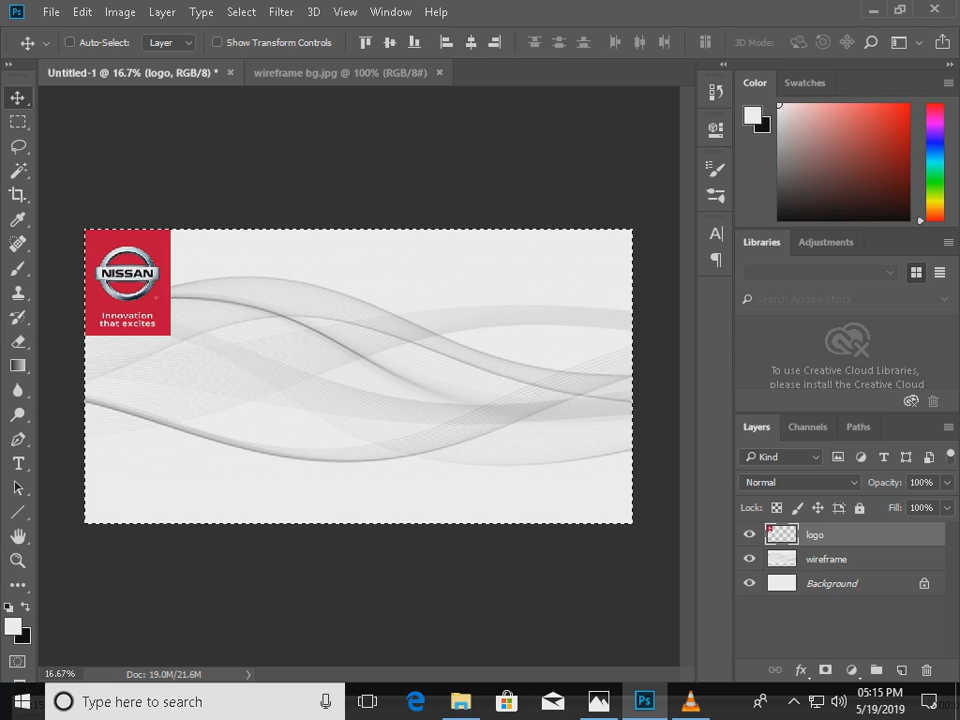 Ps File Edit Image Layer Type Select Filter 3D View Window Help
Auto-Select: Layer Show Transform Controls 3D Mode:
Untitled-1 @ 16.7% (logo, RGB/8) * × wireframe bg.jpg @ 100% (RGB/8#) ×
Color Swatches
NISSAN
Innovation
that excites
Libraries Adjustments
Search Adobe Stock
To use Creative Cloud Libraries,
please install the Creative Cloud
Layers Channels Paths
Kind
Normal Opacity: 100%
Lock: Fill: 100%
logo
wireframe
Background
16.67% Doc: 19.0M/21.6M
Type here to search
05:15 PM
5/19/2019